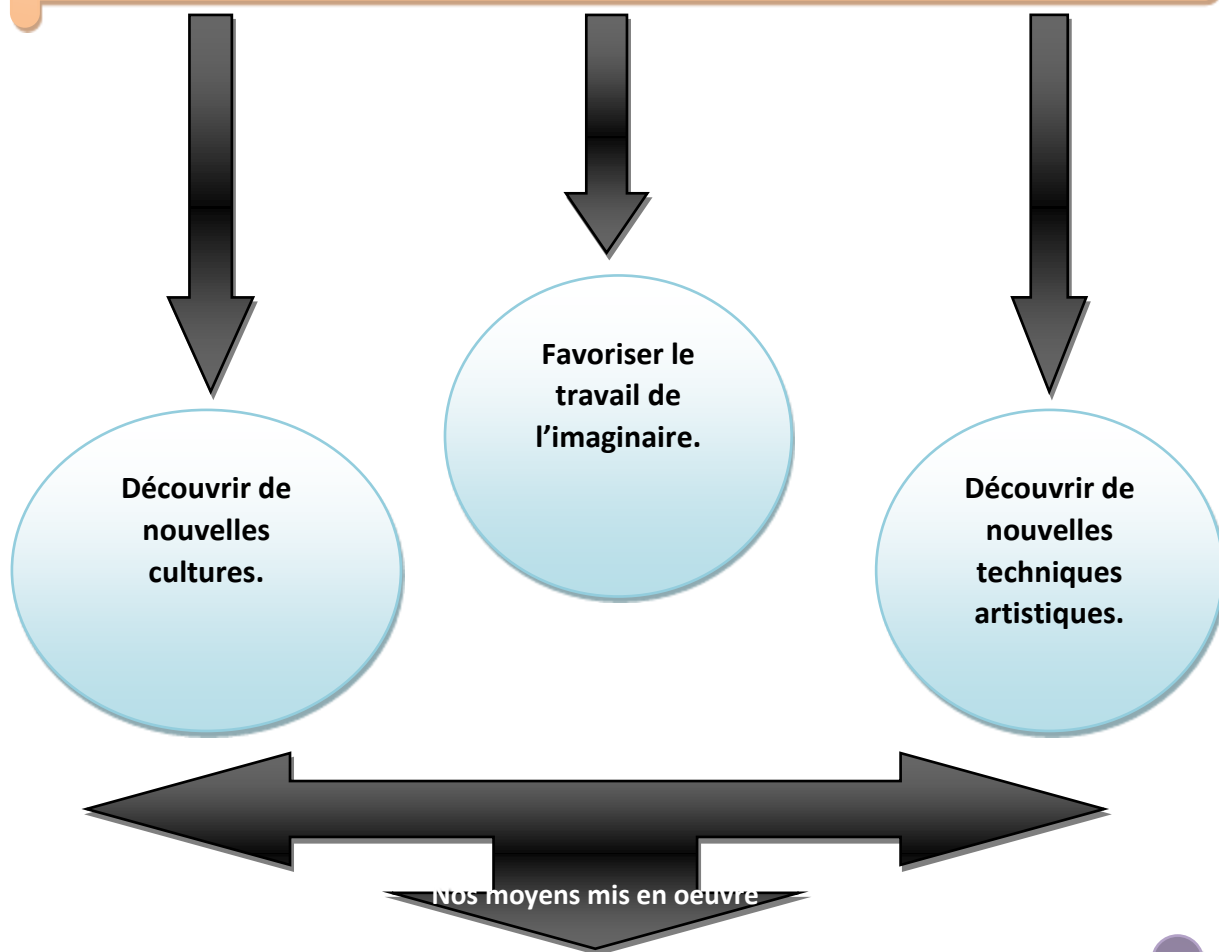 Favoriser le
travail de
l’imaginaire.
Découvrir de
nouvelles
cultures.
Découvrir de
nouvelles
techniques
artistiques.
Nos moyens mis en oeuvre